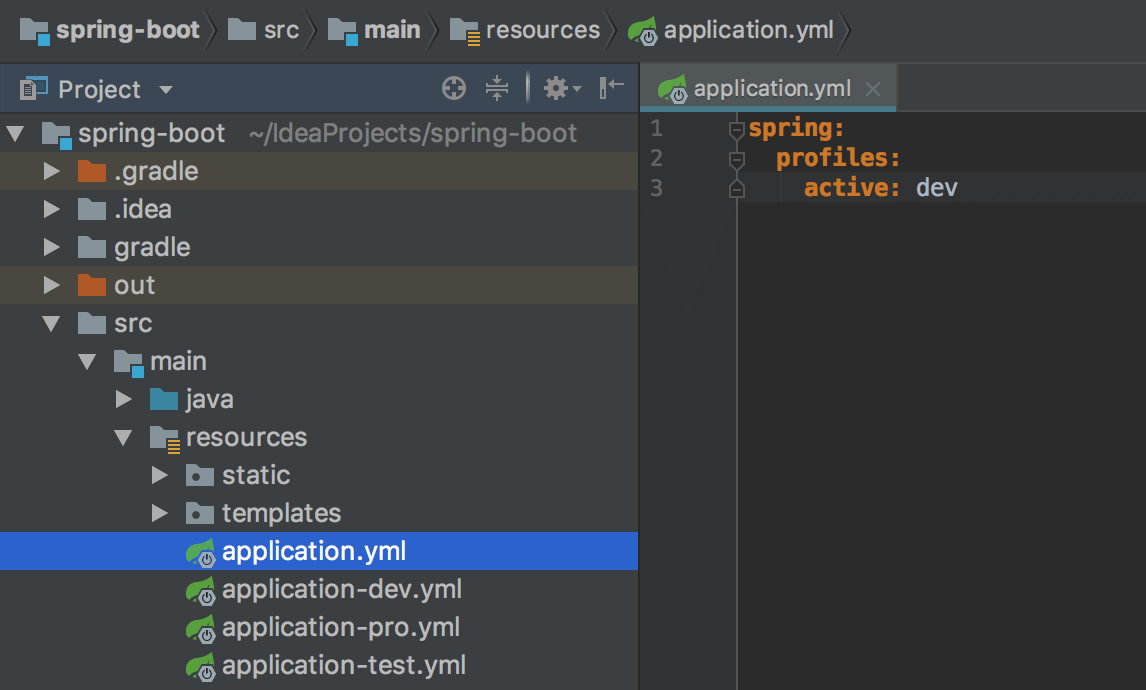 spring-boot src main resources application.yml
Project
application.yml
spring-boot ~/IdeaProjects/spring-boot
.gradle
.idea
gradle
out
src
main
java
resources
static
templates
application.yml
application-dev.yml
application-pro.yml
application-test.yml
1 spring:
2 profiles:
3 active: dev